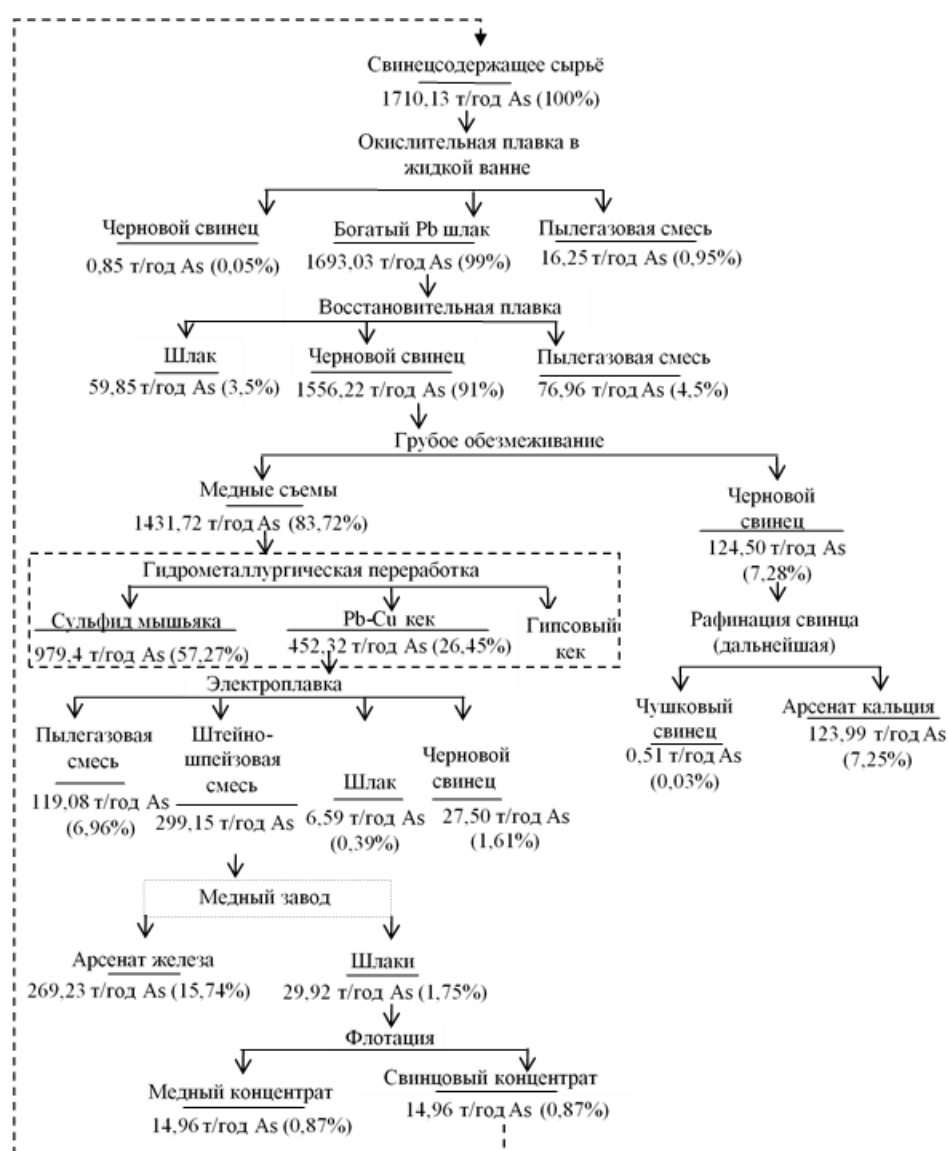 Свинецсодержащее сырьё
1710,13 т/год As (100%)
Окислительная плавка в
жидкой ванне
Черновой свинец
0,85 т/год As (0,05%)
Богатый Pb шлак
1693,03 т/год As (99%)
Пылегазовая смесь
16,25 т/год As (0,95%)
Восстановительная плавка
Шлак
59,85 т/год As (3,5%)
Черновой свинец
1556,22 т/год As (91%)
Пылегазовая смесь
76,96 т/год As (4,5%)
Грубое обезмеживание
Медные съемы
1431,72 т/год As (83,72%)
Черновой
свинец
124,50 т/год As
(7,28%)
Гидрометаллургическая переработка
Сульфид мышьяка
979,4 т/год As (57,27%)
Pb-Cu кек
452,32 т/год As (26,45%)
Гипсовый
кек
Рафинация свинца
(дальнейшая)
Чушковый
свинец
0,51 т/год As
(0,03%)
Арсенат кальция
123,99 т/год As
(7,25%)
Электроплавка
Пылегазовая
смесь
119,08 т/год As
(6,96%)
Штейно-
шпейзовая
смесь
299,15 т/год As
Шлак
6,59 т/год As
(0,39%)
Черновой
свинец
27,50 т/год As
(1,61%)
Медный завод
Арсенат железа
269,23 т/год As (15,74%)
Шлаки
29,92 т/год As (1,75%)
Флотация
Медный концентрат
14,96 т/год As (0,87%)
Свинцовый концентрат
14,96 т/год As (0,87%)